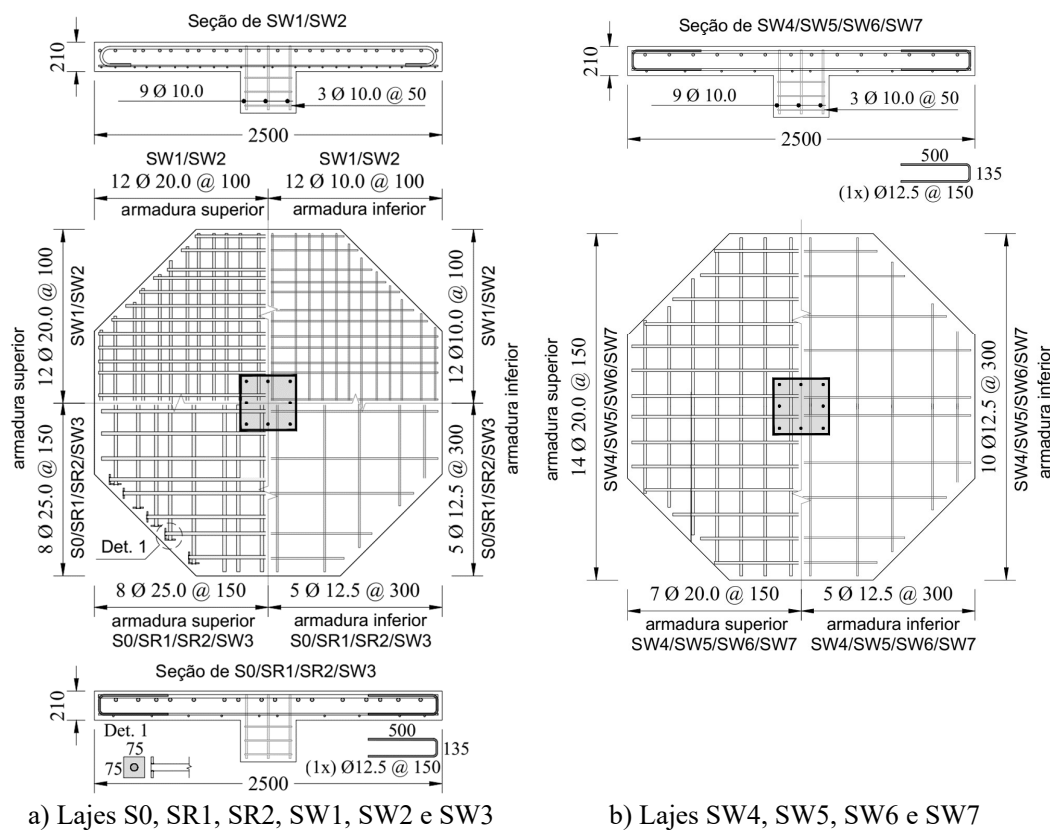 Seção de SW1/SW2
210
9 Ø 10.0
3 Ø 10.0 @ 50
2500
SW1/SW2
SW1/SW2
12 Ø 20.0 @ 100
12 Ø 10.0 @ 100
armadura superior
armadura inferior
armadura superior
12 Ø 20.0 @ 100
SW1/SW2
8 Ø 25.0 @ 150
S0/SR1/SR2/SW3
12 Ø10.0 @ 100
SW1/SW2
5 Ø 12.5 @ 300
S0/SR1/SR2/SW3
armadura inferior
Det. 1
8 Ø 25.0 @ 150
5 Ø 12.5 @ 300
armadura superior
armadura inferior
S0/SR1/SR2/SW3
S0/SR1/SR2/SW3
Seção de S0/SR1/SR2/SW3
210
Det. 1
75
75
500
135
(1x) Ø12.5 @ 150
2500
a) Lajes S0, SR1, SR2, SW1, SW2 e SW3
Seção de SW4/SW5/SW6/SW7
210
9 Ø 10.0
3 Ø 10.0 @ 50
2500
500
135
(1x) Ø12.5 @ 150
armadura superior
14 Ø 20.0 @ 150
SW4/SW5/SW6/SW7
10 Ø12.5 @ 300
SW4/SW5/SW6/SW7
armadura inferior
7 Ø 20.0 @ 150
5 Ø 12.5 @ 300
armadura superior
armadura inferior
SW4/SW5/SW6/SW7
SW4/SW5/SW6/SW7
b) Lajes SW4, SW5, SW6 e SW7